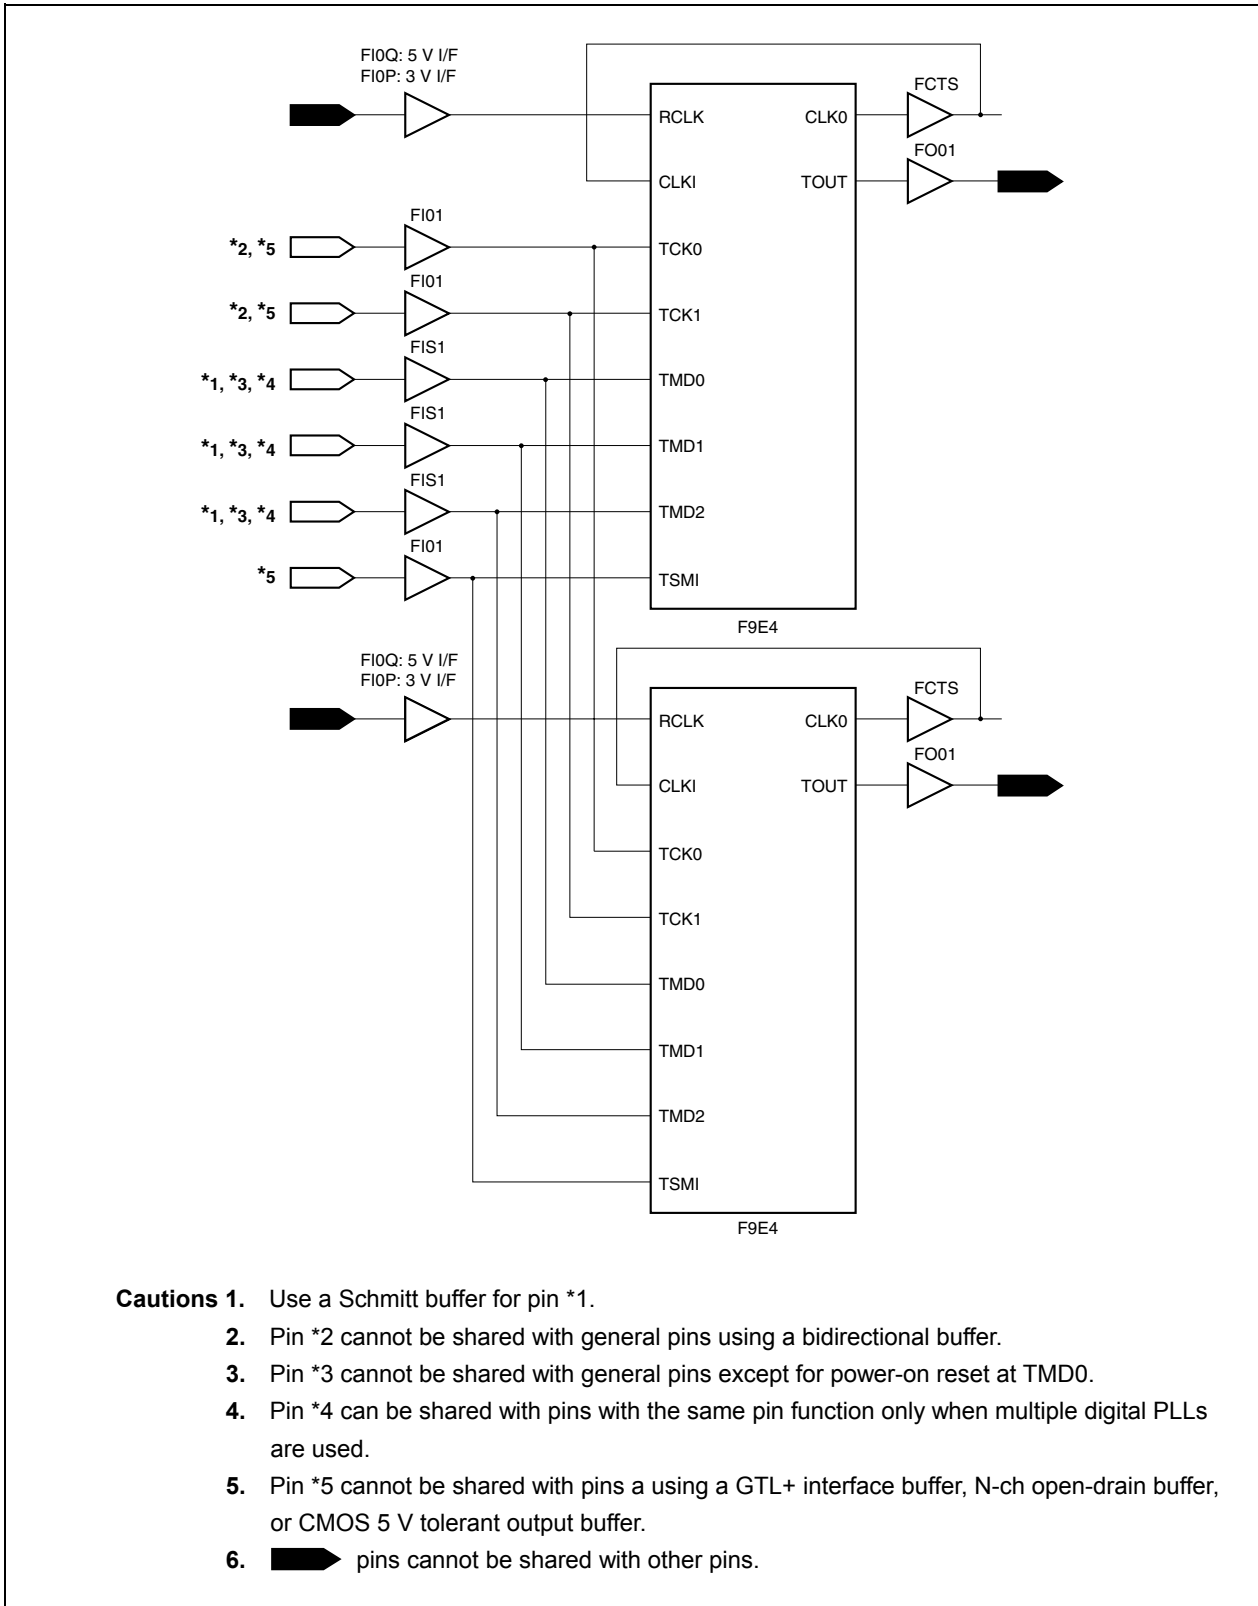 FI0Q: 5 V I/F
FI0P: 3 V I/F
FCTS
RCLK CLK0
FO01
CLKI TOUT
FI01
*2, *5 TCK0
FI01
*2, *5 TCK1
FIS1
*1, *3, *4 TMD0
FIS1
*1, *3, *4 TMD1
FIS1
*1, *3, *4 TMD2
FI01
*5 TSMI
F9E4
FI0Q: 5 V I/F
FI0P: 3 V I/F
FCTS
RCLK CLK0
FO01
CLKI TOUT
TCK0
TCK1
TMD0
TMD1
TMD2
TSMI
F9E4
Cautions 1. Use a Schmitt buffer for pin *1.
2. Pin *2 cannot be shared with general pins using a bidirectional buffer.
3. Pin *3 cannot be shared with general pins except for power-on reset at TMD0.
4. Pin *4 can be shared with pins with the same pin function only when multiple digital PLLs
are used.
5. Pin *5 cannot be shared with pins a using a GTL+ interface buffer, N-ch open-drain buffer,
or CMOS 5 V tolerant output buffer.
6. pins cannot be shared with other pins.